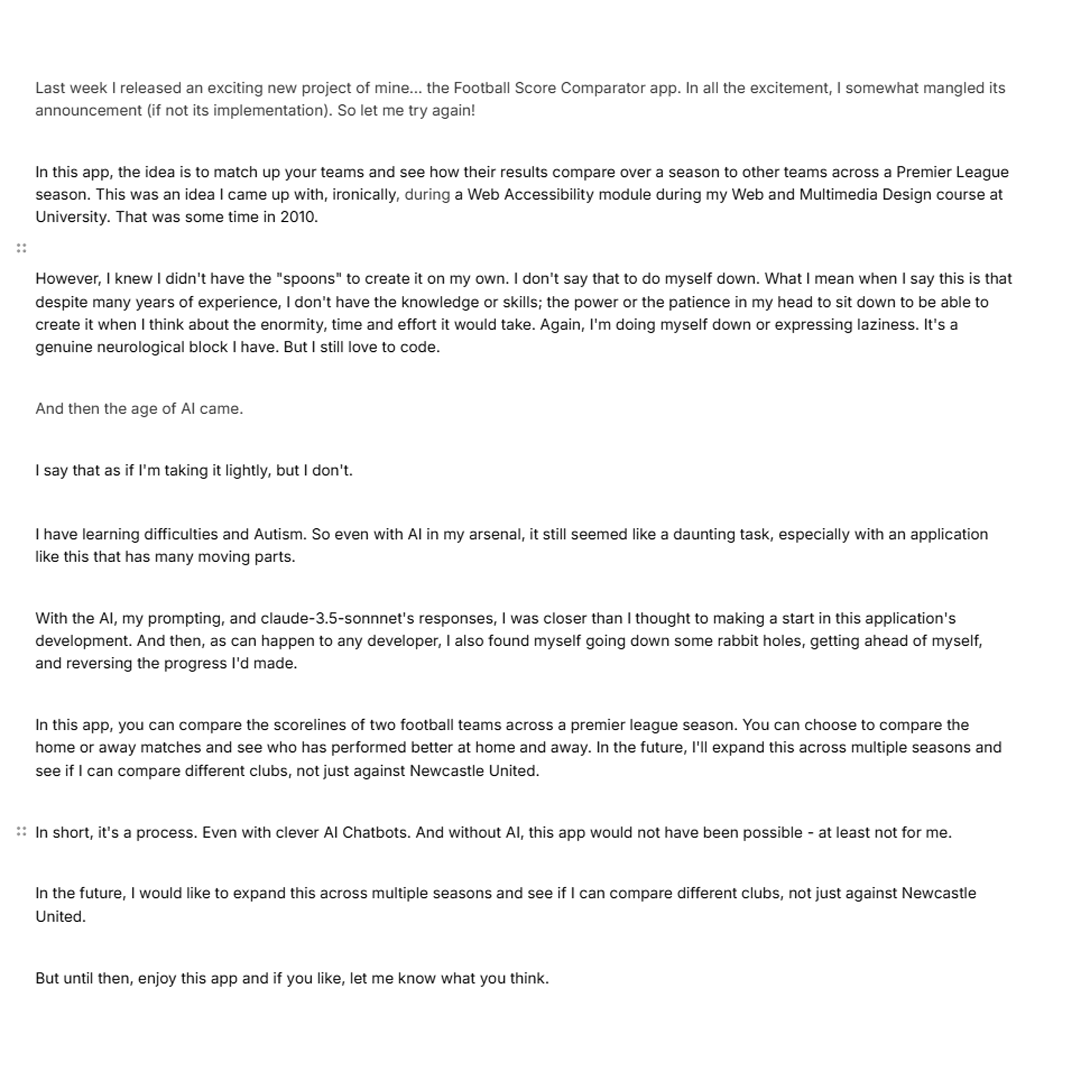 Last week I released an exciting new project of mine... the Football Score Comparator app. In all the excitement, I somewhat mangled its
announcement (if not its implementation). So let me try again!
In this app, the idea is to match up your teams and see how their results compare over a season to other teams across a Premier League
season. This was an idea I came up with, ironically, during a Web Accessibility module during my Web and Multimedia Design course at
University. That was some time in 2010.
However, I knew I didn't have the "spoons" to create it on my own. I don't say that to do myself down. What I mean when I say this is that
despite many years of experience, I don't have the knowledge or skills; the power or the patience in my head to sit down to be able to
create it when I think about the enormity, time and effort it would take. Again, I'm doing myself down or expressing laziness. It's a
genuine neurological block I have. But I still love to code.
And then the age of AI came.
I say that as if I'm taking it lightly, but I don't.
I have learning difficulties and Autism. So even with AI in my arsenal, it still seemed like a daunting task, especially with an application
like this that has many moving parts.
With the AI, my prompting, and claude-3.5-sonnnet's responses, I was closer than I thought to making a start in this application's
development. And then, as can happen to any developer, I also found myself going down some rabbit holes, getting ahead of myself,
and reversing the progress I'd made.
In this app, you can compare the scorelines of two football teams across a premier league season. You can choose to compare the
home or away matches and see who has performed better at home and away. In the future, I'll expand this across multiple seasons and
see if I can compare different clubs, not just against Newcastle United.
In short, it's a process. Even with clever AI Chatbots. And without AI, this app would not have been possible - at least not for me.
In the future, I would like to expand this across multiple seasons and see if I can compare different clubs, not just against Newcastle
United.
But until then, enjoy this app and if you like, let me know what you think.